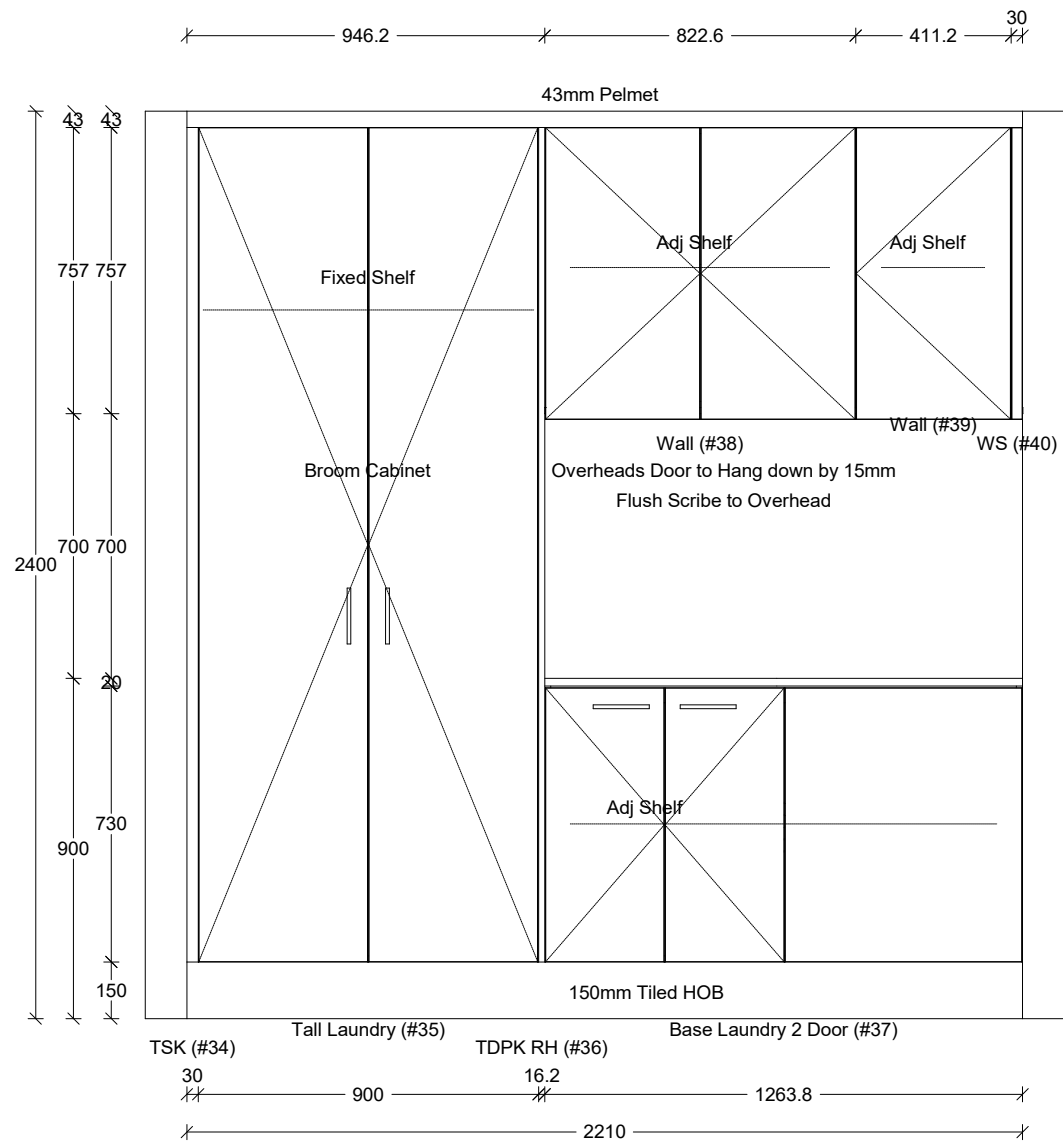 30
946.2 822.6 411.2
43mm Pelmet
43 43
Adj Shelf Adj Shelf
757 757
Fixed Shelf
Wall (#39)
Wall (#38) WS (#40)
Broom Cabinet Overheads Door to Hang down by 15mm
Flush Scribe to Overhead
700 700
2400
20
Adj Shelf
730
900
150
150mm Tiled HOB
Tall Laundry (#35) Base Laundry 2 Door (#37)
TSK (#34) TDPK RH (#36)
30 16.2
900 1263.8
2210